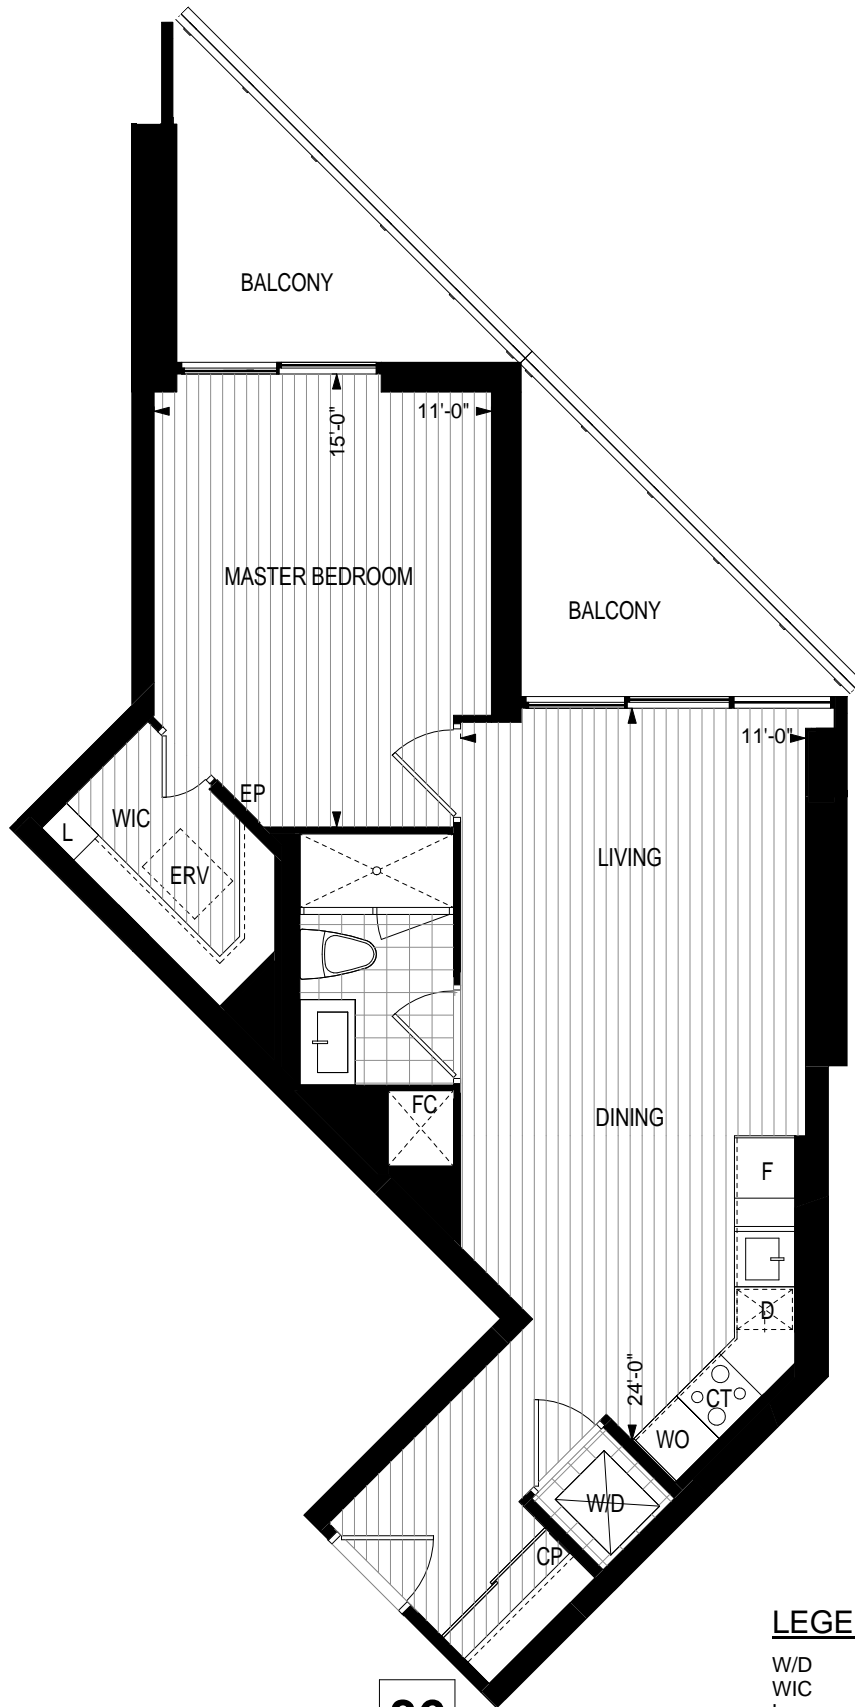 BALCONY
11'-0"
15'-0"
MASTER BEDROOM
BALCONY
11'-0"
EP
WIC
L
LIVING
ERV
FC
DINING
F
D
24'-0"
CT
WO
W/D
CP
LEGE
W/D
WIC